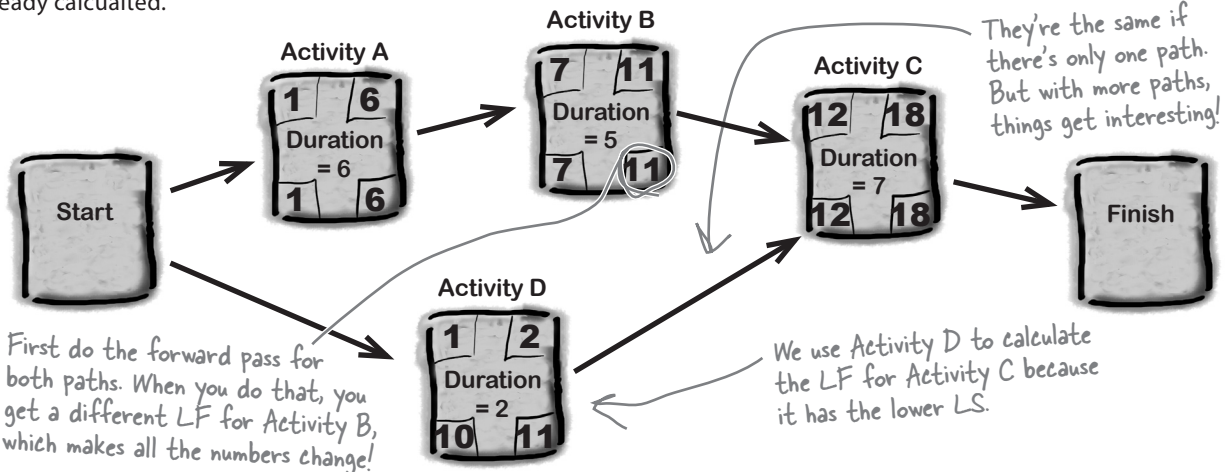 eady calcualted.
Activity B
They're the same if
there's only one path.
But with more paths,
things get interesting!
Activity A
Activity C
7 11
Duration
= 5
7 11
1 6
Duration
= 6
1 6
12 18
Duration
= 7
12 18
Start
Finish
Activity D
1 2
Duration
= 2
10 11
First do the forward pass for
both paths. When you do that, you
get a different LF for Activity B,
which makes all the numbers change!
We use Activity D to calculate
the LF for Activity C because
it has the lower LS.